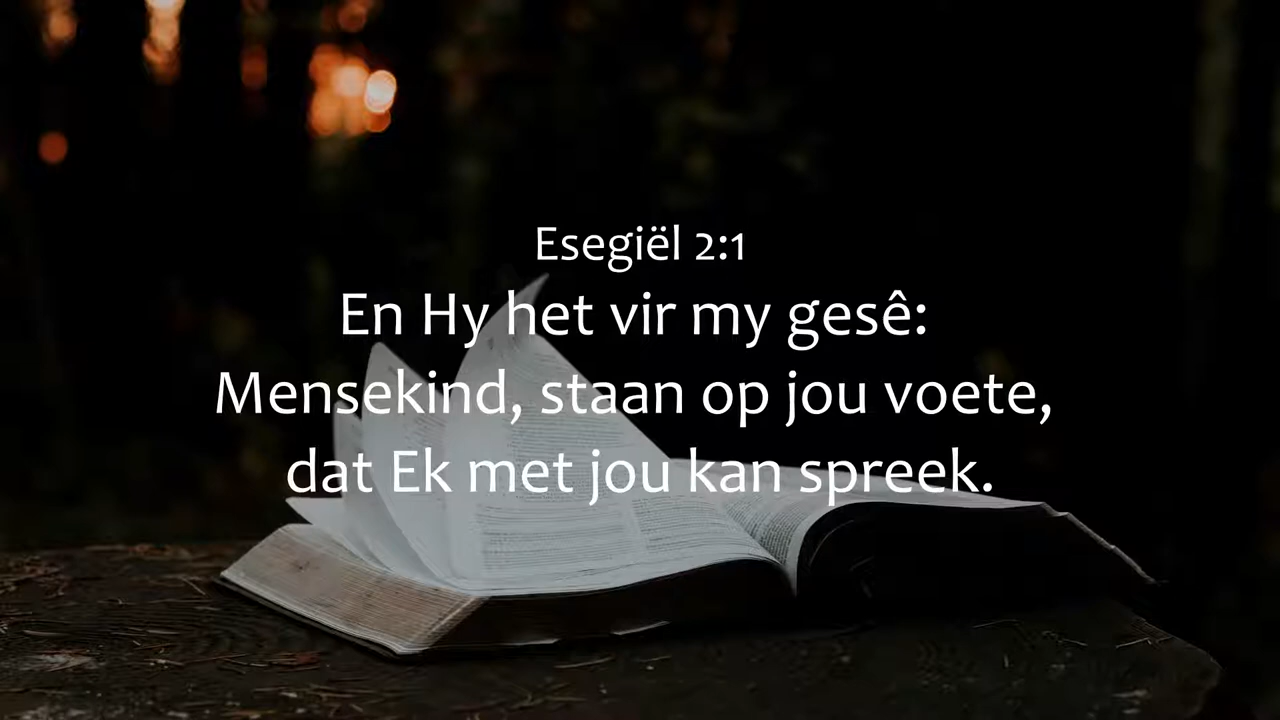 Esegiël 2:1
En Hy het vir my gesê:
Mensekind, staan op jou voete,
dat Ek met jou kan spreek.